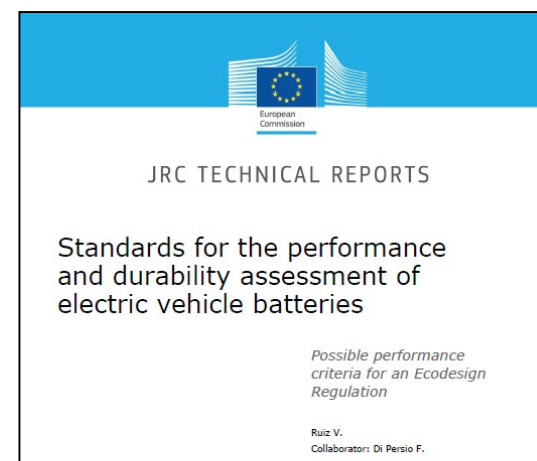 European
Commission
JRC TECHNICAL REPORTS
Standards for the performance
and durability assessment of
electric vehicle batteries
Possible performance
criteria for an Ecodesign
Regulation
Ruiz V.
Collaborator: Di Persio F.